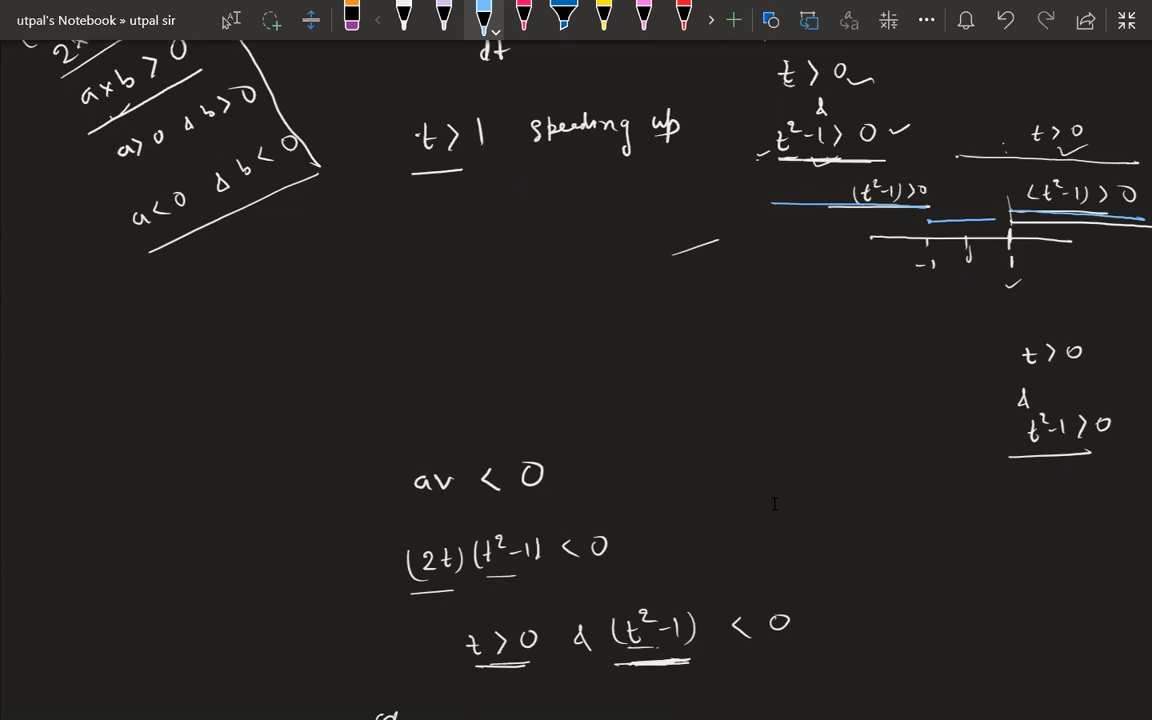 utpal's Notebook » utpal sir
dt
a×b > 0
a>0 & b>0
a<0 & b<0
t > 1 speeding up
t > 0
&
t²-1 > 0
t > 0
(t²-1) > 0
(t²-1) > 0
-1 1
t > 0
&
t²-1 > 0
av < 0
(2t)(t²-1) < 0
t > 0 & (t²-1) < 0